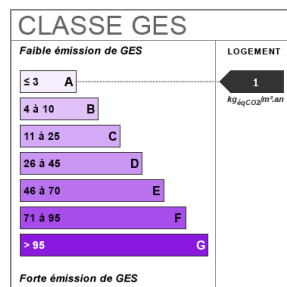 CLASSE GES
Faible émission de GES
LOGEMENT
≤ 3 A
1
kgéqCO2/m².an
4 à 10 B
11 à 25 C
26 à 45 D
46 à 70 E
71 à 95 F
> 95 G
Forte émission de GES